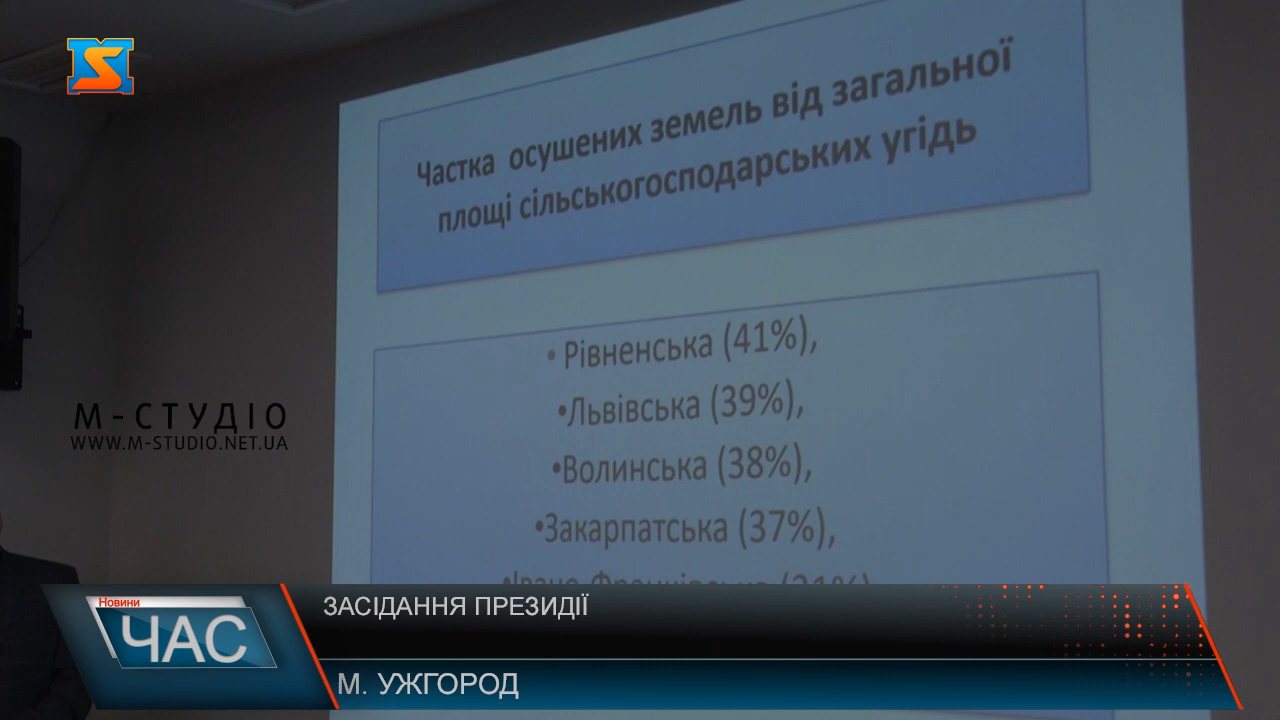 Частка осушених земель від загальної
площі сільськогосподарських угідь
• Рівненська (41%),
•Львівська (39%),
•Волинська (38%),
•Закарпатська (37%),
М-СТУДІО
WWW.M-STUDIO.NET.UA
Новини
ЧАС
ЗАСІДАННЯ ПРЕЗИДІЇ
М. УЖГОРОД